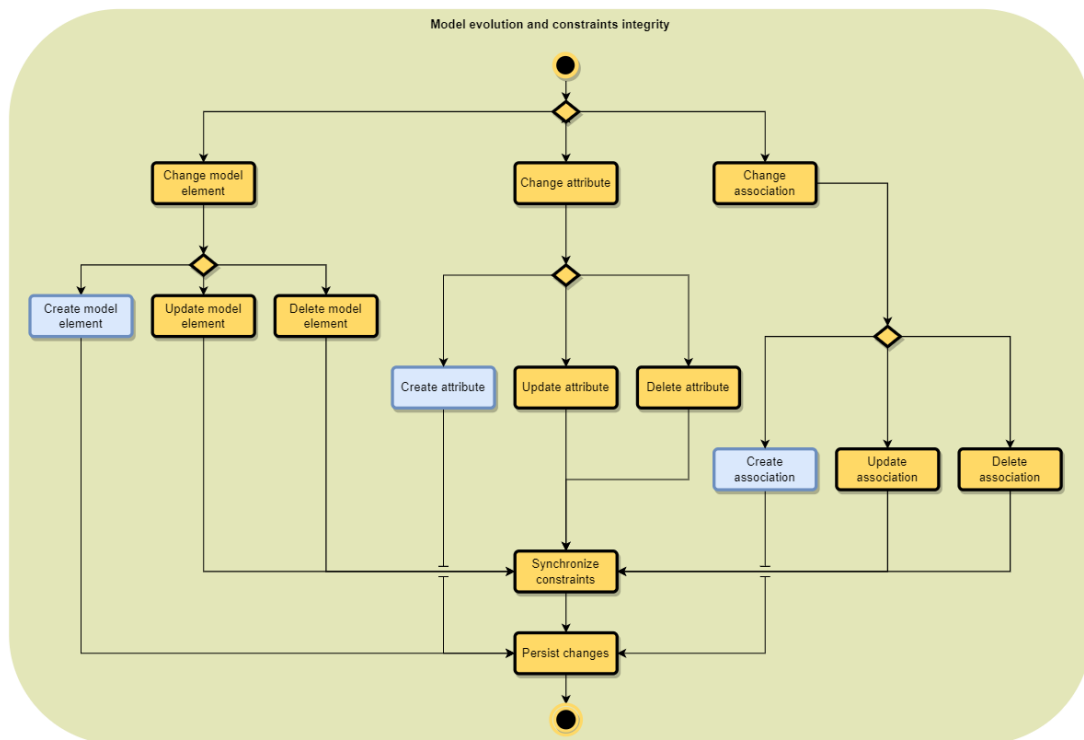 Model evolution and constraints integrity
Change model
element
Change attribute
Change
association
Create model
element
Update model
element
Delete model
element
Create attribute
Update attribute
Delete attribute
Create
association
Update
association
Delete
association
Synchronize
constraints
Persist changes